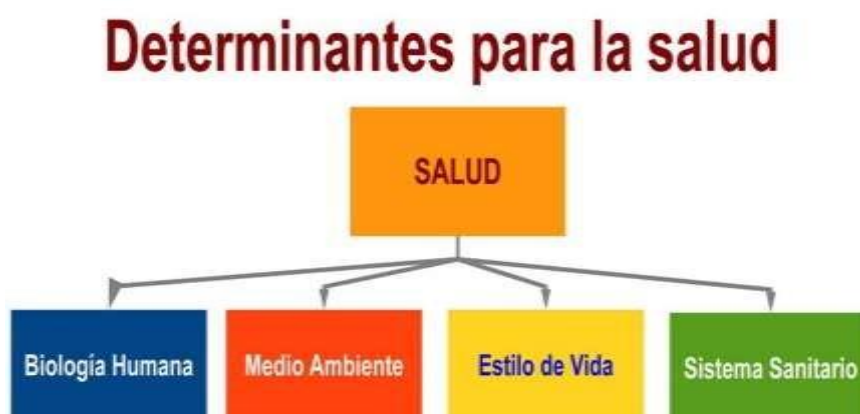 Determinantes para la salud
SALUD
Biología Humana
Medio Ambiente
Estilo de Vida
Sistema Sanitario